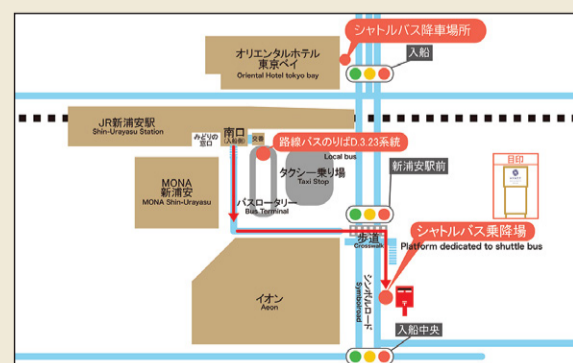 シャトルバス降車場所
オリエンタルホテル
東京ベイ
Oriental Hotel tokyo bay
入船
JR新浦安駅
Shin-Urayasu Station
みどりの
窓口
南口
(入船側)
交番
路線バスのりばD.3.23系統
Local bus
タクシー乗り場
Taxi Stop
目印
MONA
新浦安
MONA Shin-Urayasu
バスロータリー
Bus Terminal
新浦安駅前
歩道
Crosswalk
シャトルバス乗降場
Platform dedicated to shuttle bus
イオン
Aeon
シンボルロード
Symbolroad
入船中央